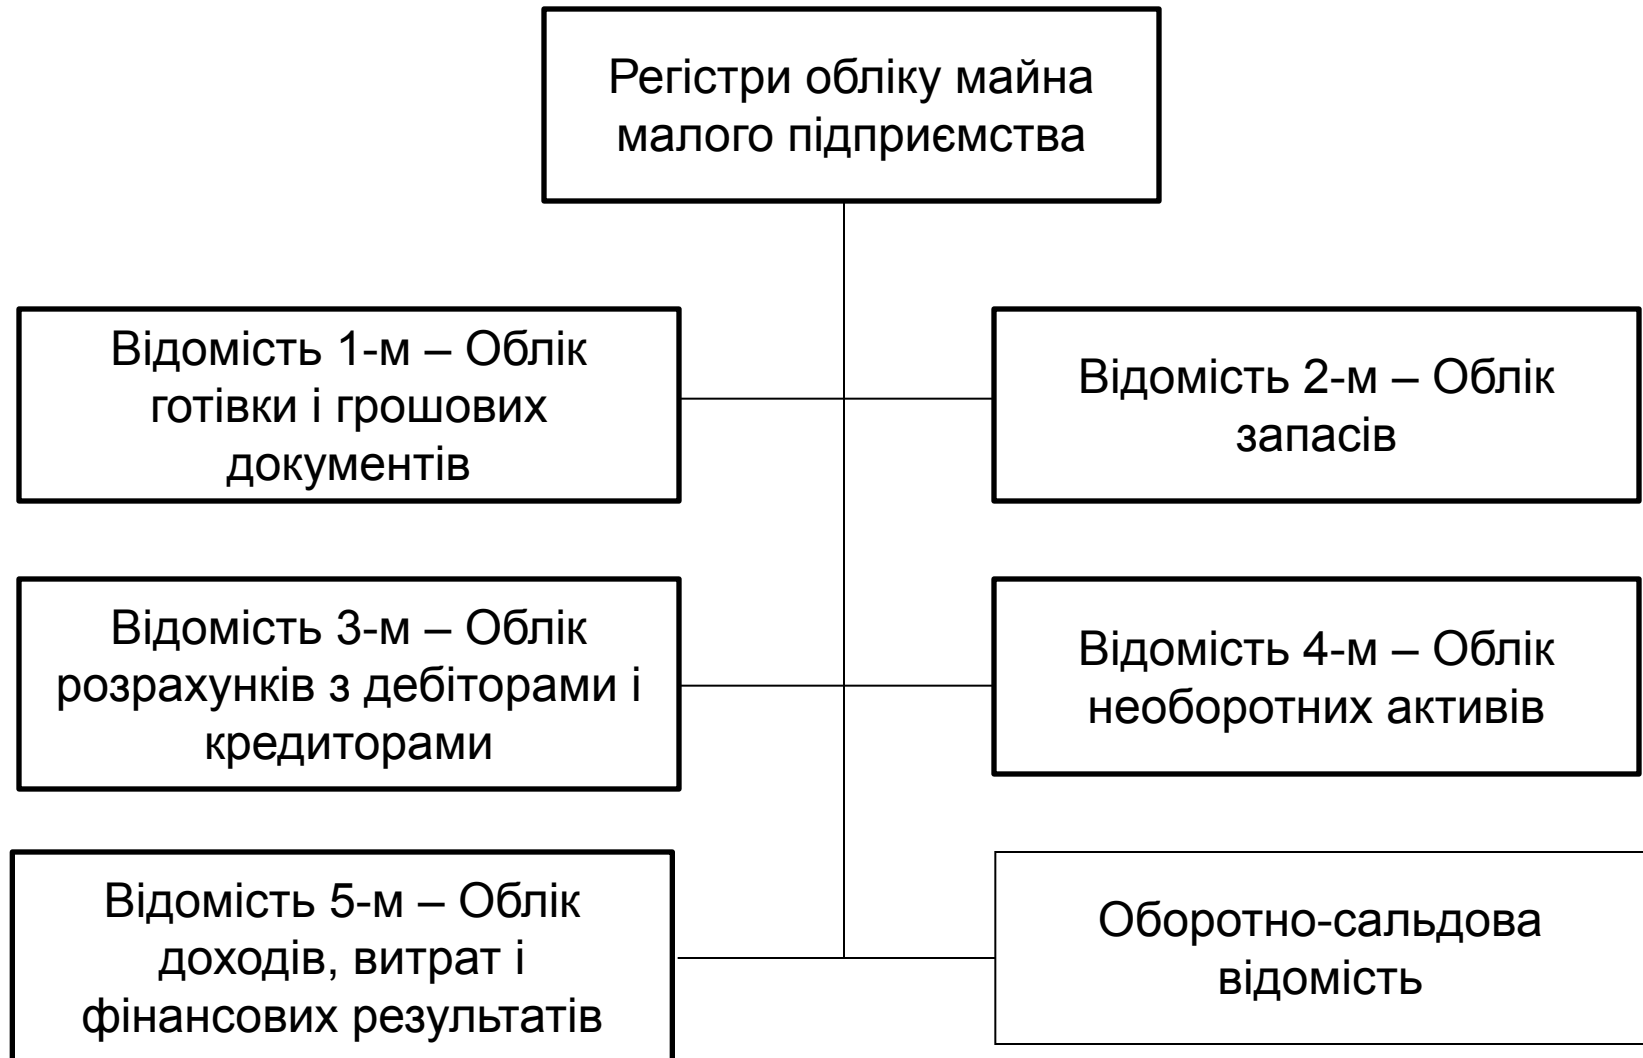 Регістри обліку майна
малого підприємства
Відомість 1-м – Облік
готівки і грошових
документів
Відомість 2-м – Облік
запасів
Відомість 3-м – Облік
розрахунків з дебіторами і
кредиторами
Відомість 4-м – Облік
необоротних активів
Відомість 5-м – Облік
доходів, витрат і
фінансових результатів
Оборотно-сальдова
відомість